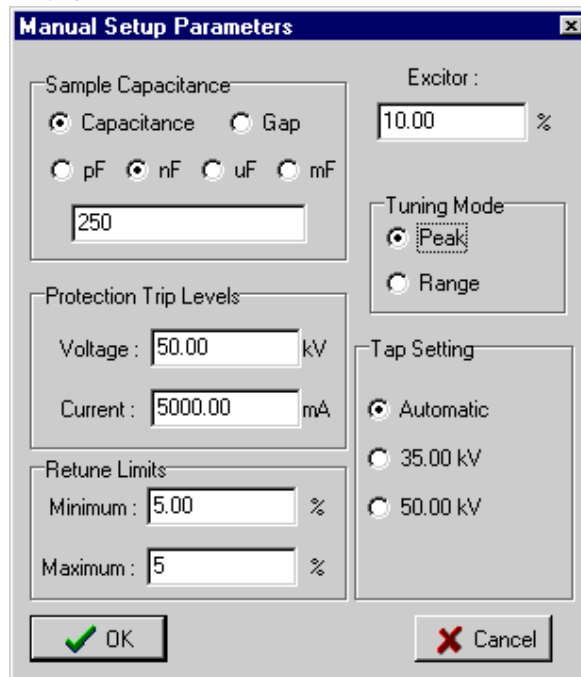 Manual Setup Parameters
Sample Capacitance
Capacitance Gap
pF nF uF mF
250
Excitor :
10.00 %
Tuning Mode
Peak
Range
Protection Trip Levels
Voltage : 50.00 kV
Current : 5000.00 mA
Tap Setting
Automatic
35.00 kV
50.00 kV
Retune Limits
Minimum : 5.00 %
Maximum : 5 %
OK
Cancel